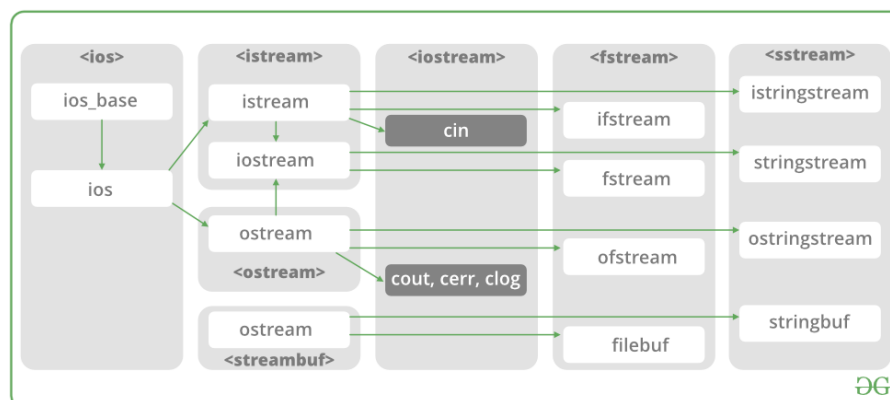 <ios>
ios_base
ios
<istream>
istream
iostream
ostream
<ostream>
ostream
<streambuf>
<iostream>
cin
cout, cerr, clog
<fstream>
ifstream
fstream
ofstream
filebuf
<sstream>
istringstream
stringstream
ostringstream
stringbuf